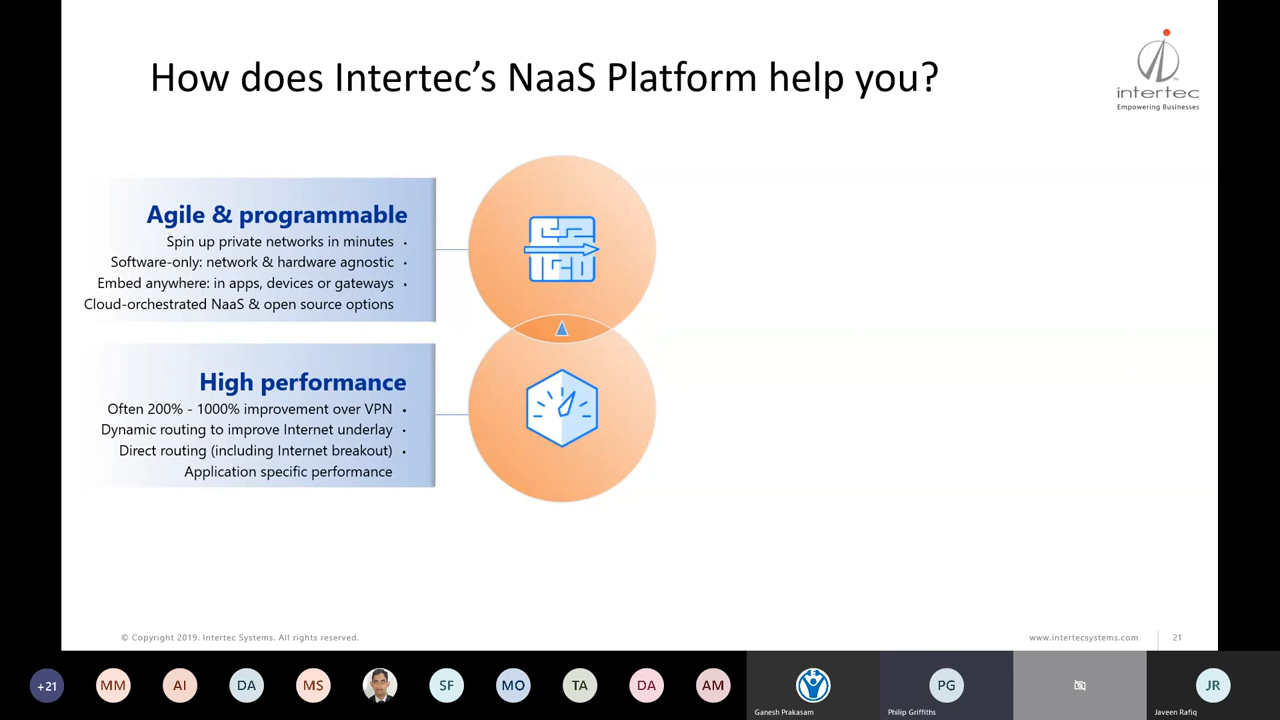 How does Intertec's NaaS Platform help you?
intertec
Empowering Businesses
Agile & programmable
Spin up private networks in minutes •
Software-only: network & hardware agnostic •
Embed anywhere: in apps, devices or gateways •
Cloud-orchestrated NaaS & open source options
High performance
Often 200% - 1000% improvement over VPN •
Dynamic routing to improve Internet underlay •
Direct routing (including Internet breakout) •
Application specific performance
© Copyright 2019. Intertec Systems. All rights reserved.
www.intertecsystems.com
21
+21
MM
AI
DA
MS
SF
MO
TA
DA
AM
Ganesh Prakasam
PG
Philip Griffiths
JR
Javeen Rafiq